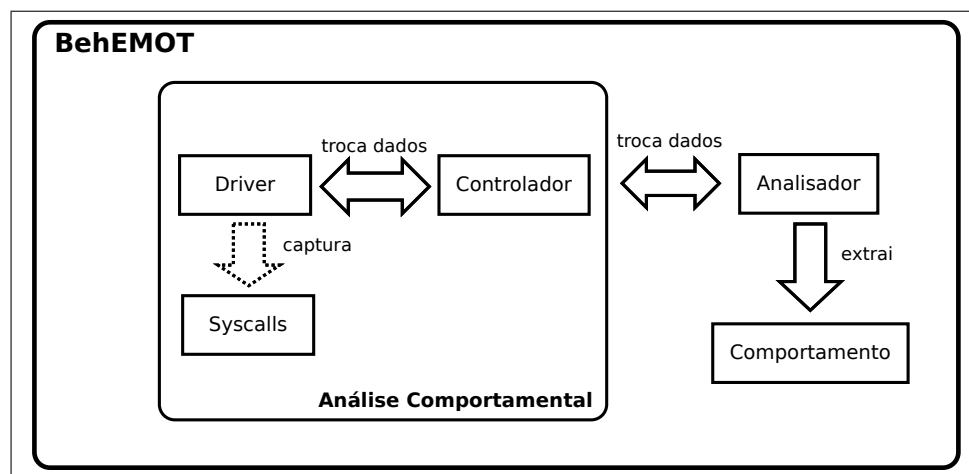 BehEMOT
troca dados
troca dados
Driver
Controlador
Analisador
captura
extrai
Syscalls
Comportamento
Análise Comportamental